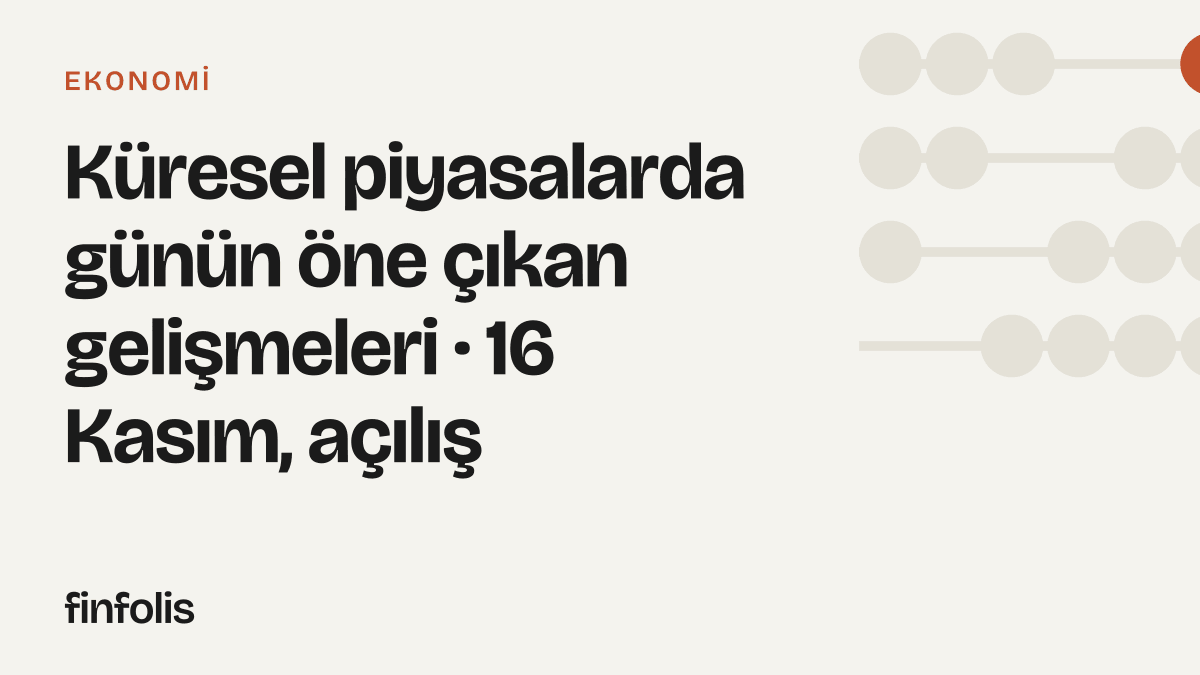 EKONOMİ
Küresel piyasalarda
günün öne çıkan
gelişmeleri · 16
Kasım, açılış
finfolis